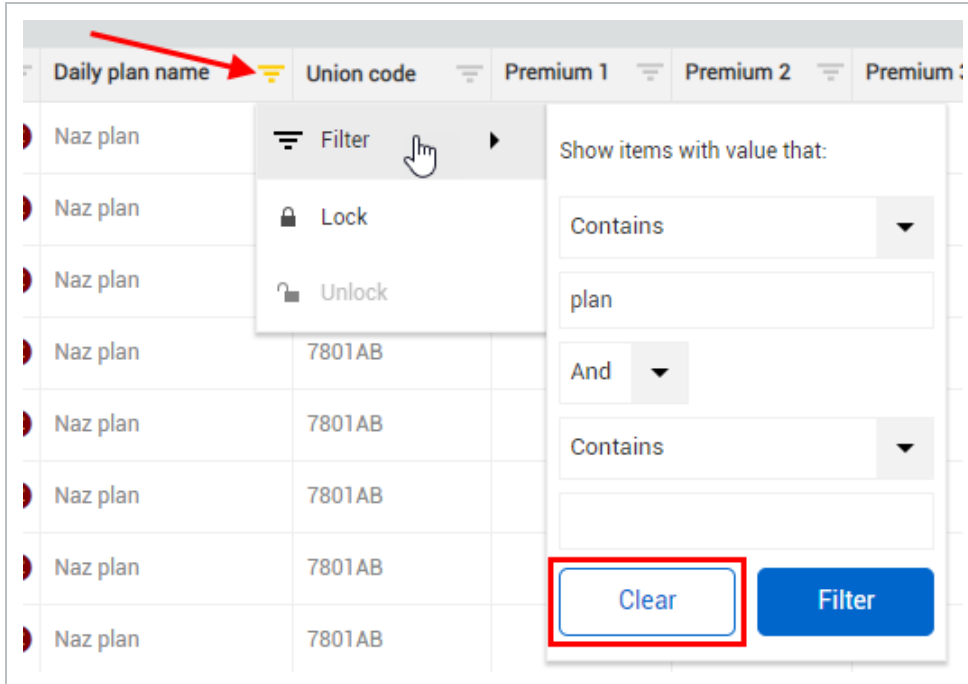 Daily plan name Union code Premium 1 Premium 2 Premium
Naz plan Filter Show items with value that:
Naz plan Lock Contains
Naz plan Unlock plan
Naz plan 7801AB And
Naz plan 7801AB Contains
Naz plan 7801AB
Naz plan 7801AB Clear Filter
Naz plan 7801AB